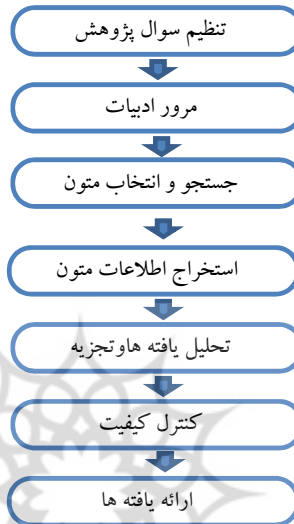 تنظیم سوال پژوهش
مرور ادبیات
جستجو و انتخاب متون
استخراج اطلاعات متون
تحلیل یافته هاوتجزیه
کنترل کیفیت
ارائه یافته ها